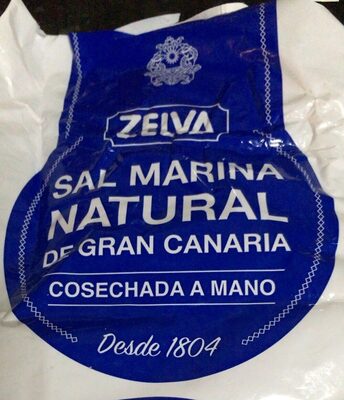 ZELVA
SAL MARINA
NATURAL
DE GRAN CANARIA
COSECHADA A MANO
Desde 1804